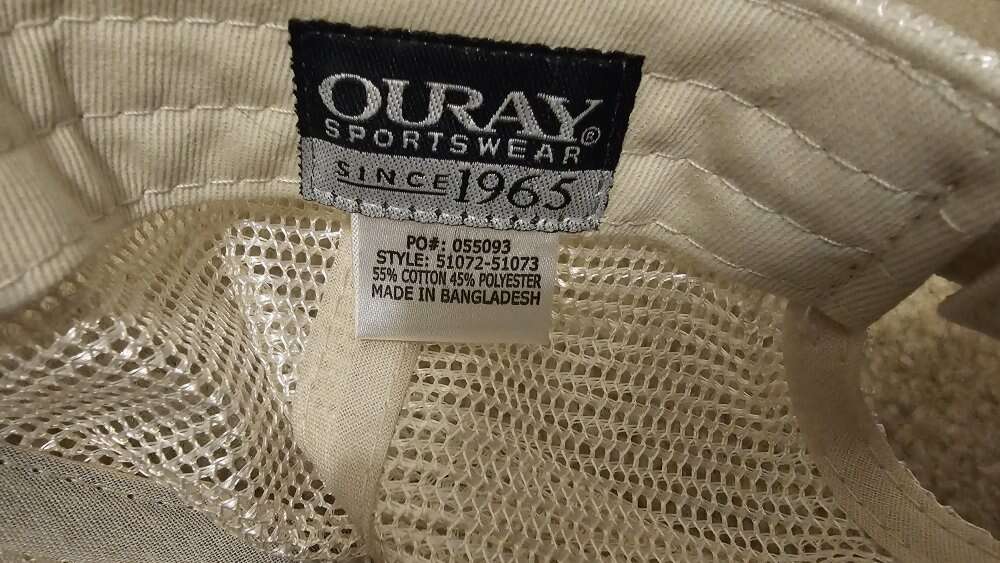 OURAY®
SPORTSWEAR
SINCE 1965
PO#: 055093
STYLE: 51072-51073
55% COTTON 45% POLYESTER
MADE IN BANGLADESH